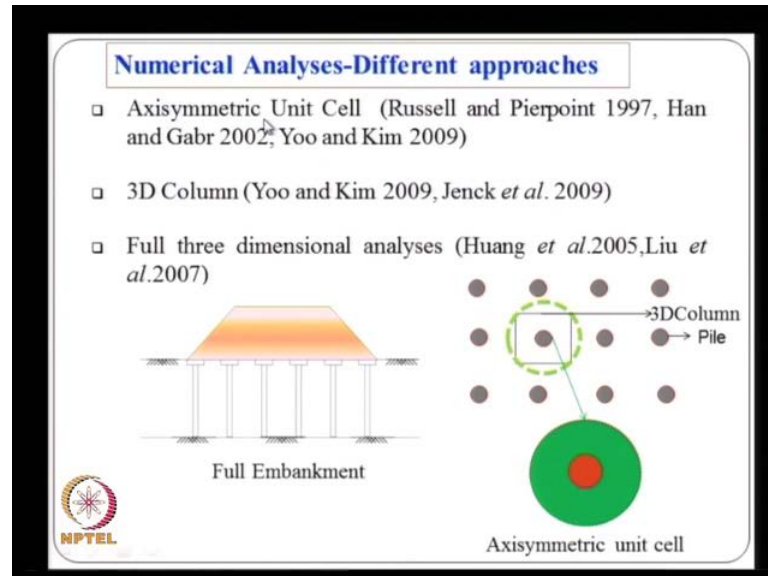 Numerical Analyses-Different approaches
Axisymmetric Unit Cell (Russell and Pierpoint 1997, Han
and Gabr 2002; Yoo and Kim 2009)
3D Column (Yoo and Kim 2009, Jenck et al. 2009)
Full three dimensional analyses (Huang et al.2005,Liu et
al.2007)
3DColumn
Pile
Full Embankment
Axisymmetric unit cell
NPTEL